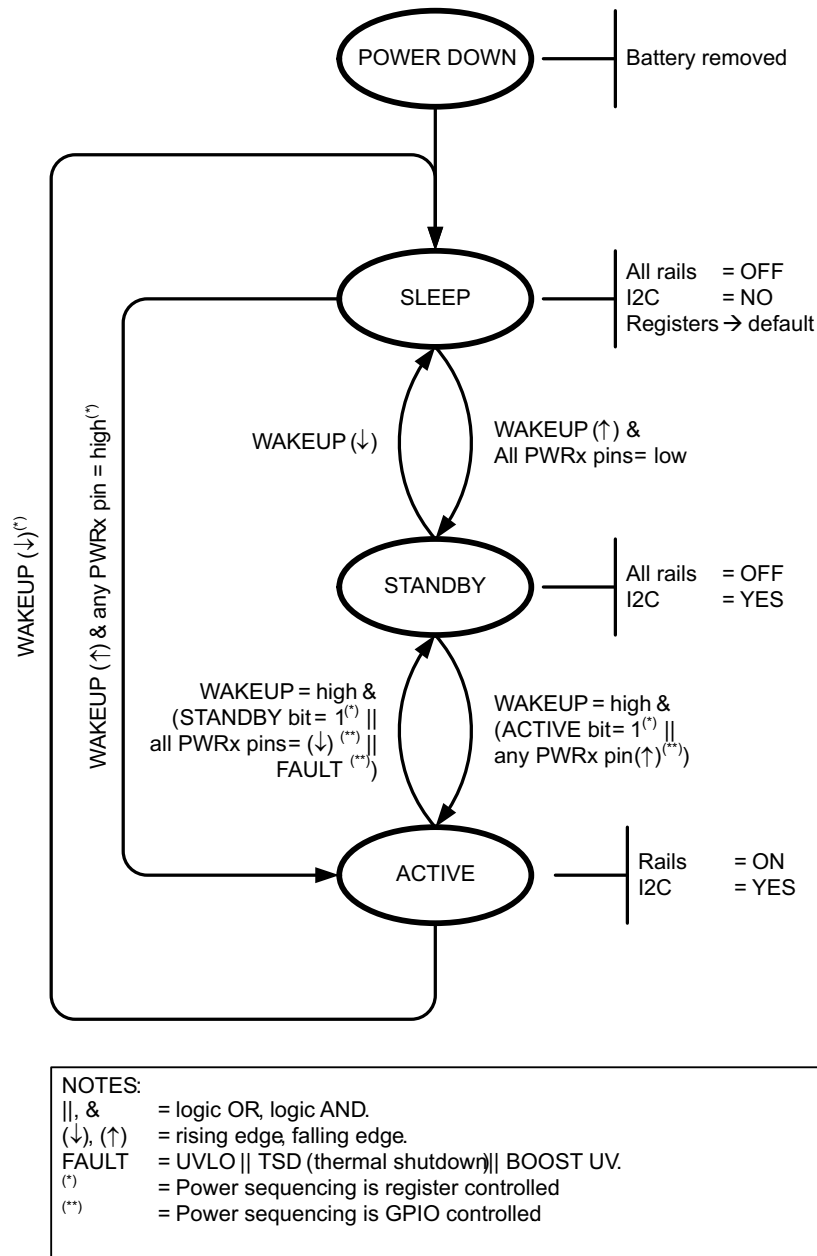 POWER DOWN
Battery removed
SLEEP
All rails = OFF
I2C = NO
Registers → default
WAKEUP (↓)
WAKEUP (↑) &
All PWRx pins= low
WAKEUP (↓)(*)
WAKEUP (↑) & any PWRx pin = high(*)
STANDBY
All rails = OFF
I2C = YES
WAKEUP = high &
(STANDBY bit= 1(*) ||
all PWRx pins= (↓) (**) ||
FAULT (**))
WAKEUP = high &
(ACTIVE bit= 1(*) ||
any PWRx pin(↑)(**))
ACTIVE
Rails = ON
I2C = YES
NOTES:
||, & = logic OR, logic AND.
(↓), (↑) = rising edge, falling edge.
FAULT = UVLO || TSD (thermal shutdown)|| BOOST UV.
(*) = Power sequencing is register controlled
(**) = Power sequencing is GPIO controlled